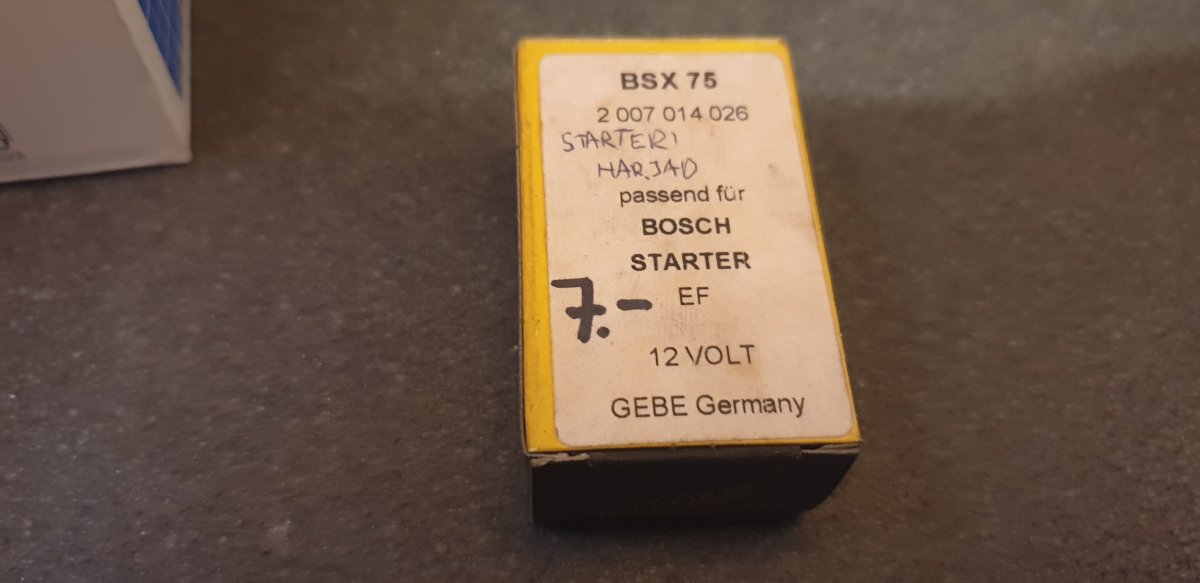 BSX 75
2 007 014 026
STARTERI
HARJAD
passend für
BOSCH
STARTER
7.- EF
12 VOLT
GEBE Germany